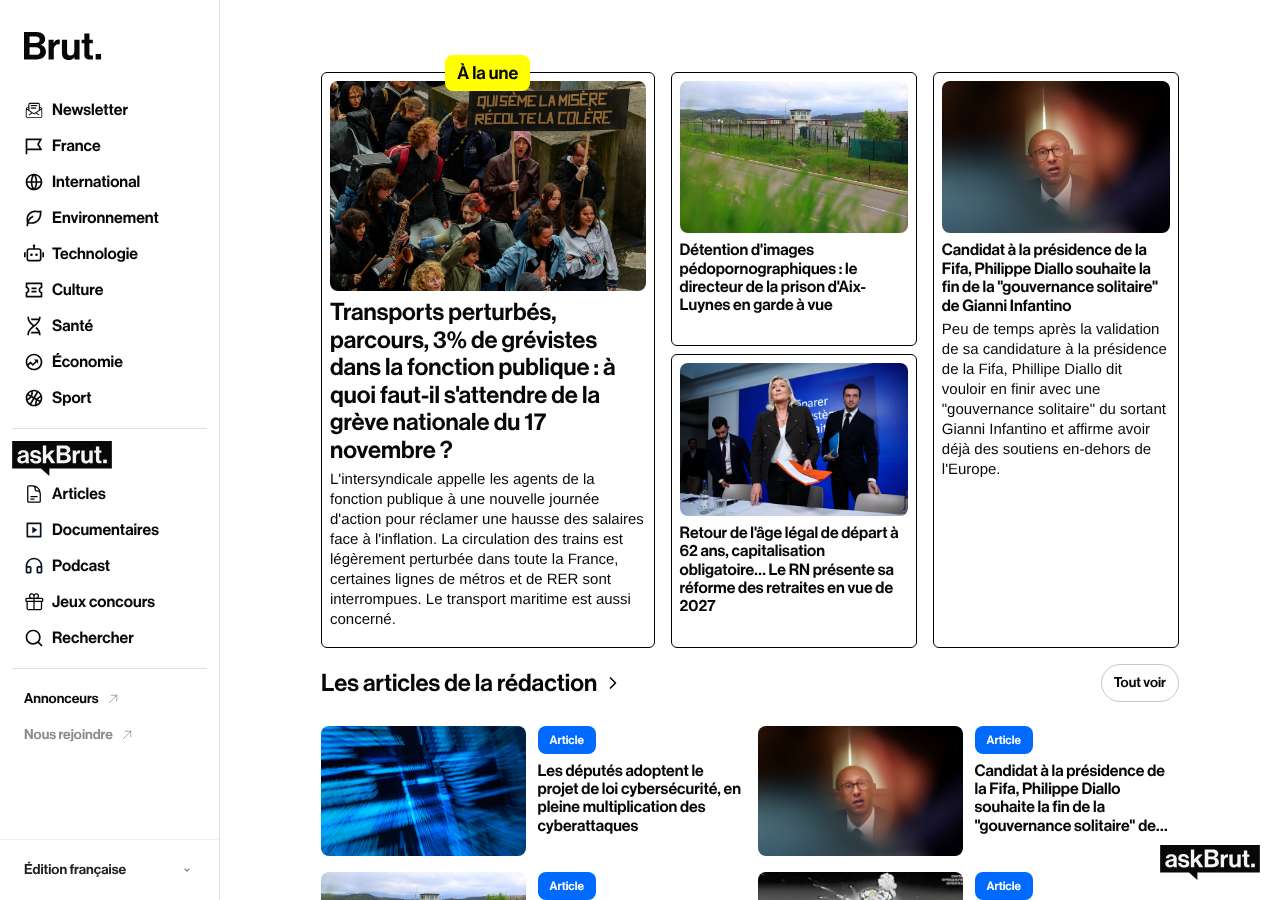 Brut.
Newsletter
France
International
Environnement
Technologie
Culture
Santé
Économie
Sport
askBrut.
Articles
Documentaires
Podcast
Jeux concours
Rechercher
Annonceurs
Nous rejoindre
Édition française
À la une
QUI SÈME LA MISÈRE
RÉCOLTE LA COLÈRE
Transports perturbés,
parcours, 3% de grévistes
dans la fonction publique : à
quoi faut-il s'attendre de la
grève nationale du 17
novembre ?
L'intersyndicale appelle les agents de la
fonction publique à une nouvelle journée
d'action pour réclamer une hausse des salaires
face à l'inflation. La circulation des trains est
légèrement perturbée dans toute la France,
certaines lignes de métros et de RER sont
interrompues. Le transport maritime est aussi
concerné.
Détention d'images
pédopornographiques : le
directeur de la prison d'Aix-
Luynes en garde à vue
Retour de l'âge légal de départ à
62 ans, capitalisation
obligatoire... Le RN présente sa
réforme des retraites en vue de
2027
Candidat à la présidence de la
Fifa, Philippe Diallo souhaite la
fin de la "gouvernance solitaire"
de Gianni Infantino
Peu de temps après la validation
de sa candidature à la présidence
de la Fifa, Phillipe Diallo dit
vouloir en finir avec une
"gouvernance solitaire" du sortant
Gianni Infantino et affirme avoir
déjà des soutiens en-dehors de
l'Europe.
Les articles de la rédaction
Tout voir
Article
Les députés adoptent le
projet de loi cybersécurité, en
pleine multiplication des
cyberattaques
Article
Candidat à la présidence de
la Fifa, Philippe Diallo
souhaite la fin de la
"gouvernance solitaire" de...
Article
Article
askBrut.